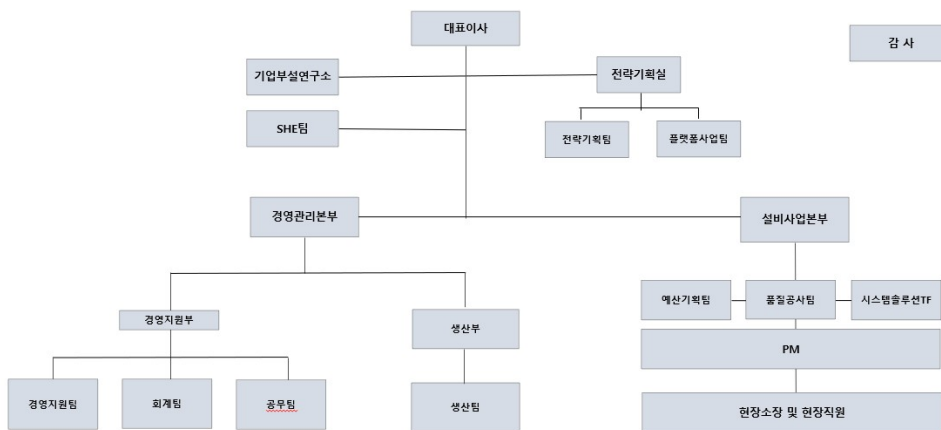 대표이사
감 사
기업부설연구소
전략기획실
SHE팀
전략기획팀
플랫폼사업팀
경영관리본부
설비사업본부
예산기획팀
품질공사팀
시스템솔루션TF
경영지원부
생산부
PM
경영지원팀
회계팀
공무팀
생산팀
현장소장 및 현장직원